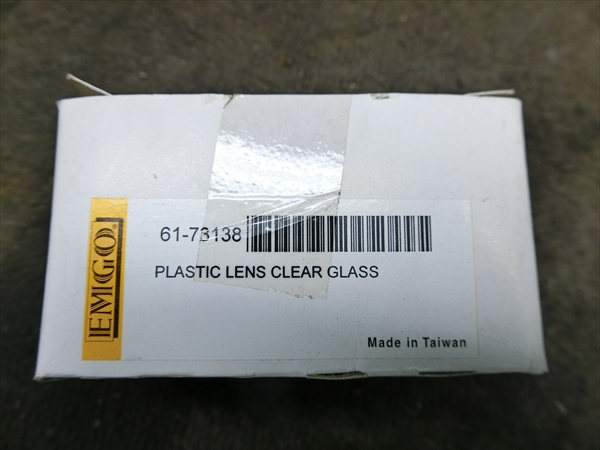 EMGO
61-73138
PLASTIC LENS CLEAR GLASS
Made in Taiwan